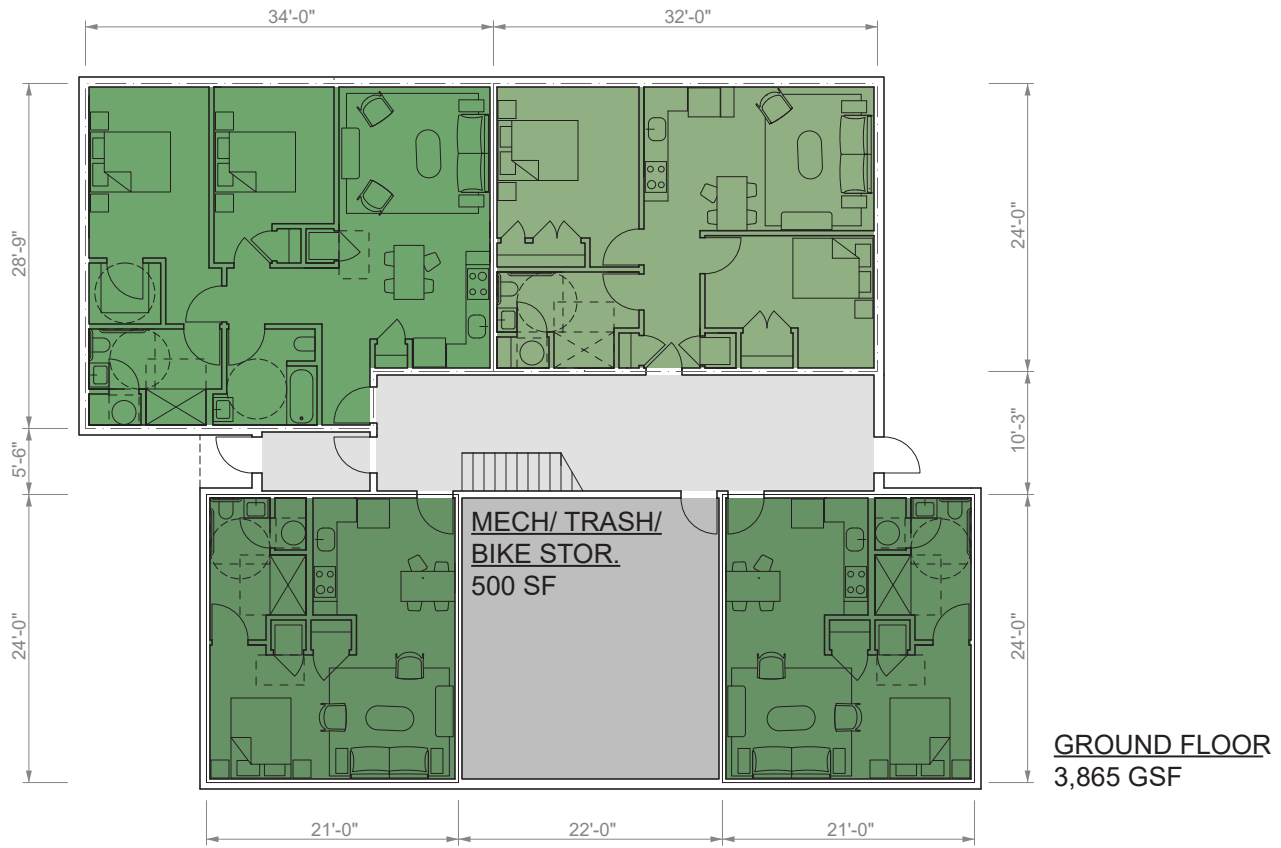 34'-0"
32'-0"
28'-9"
24'-0"
5'-6"
10'-3"
MECH/ TRASH/
BIKE STOR.
500 SF
24'-0"
24'-0"
GROUND FLOOR
3,865 GSF
21'-0"
22'-0"
21'-0"